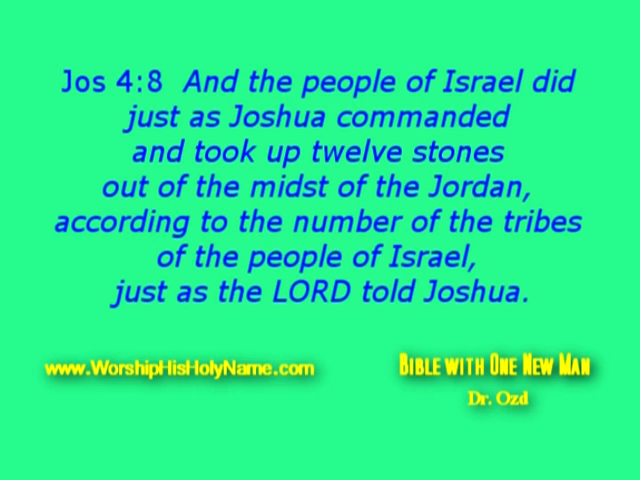 Jos 4:8 And the people of Israel did
just as Joshua commanded
and took up twelve stones
out of the midst of the Jordan,
according to the number of the tribes
of the people of Israel,
just as the LORD told Joshua.
www.WorshipHisHolyName.com
Bible with One New Man
Dr. Ozd